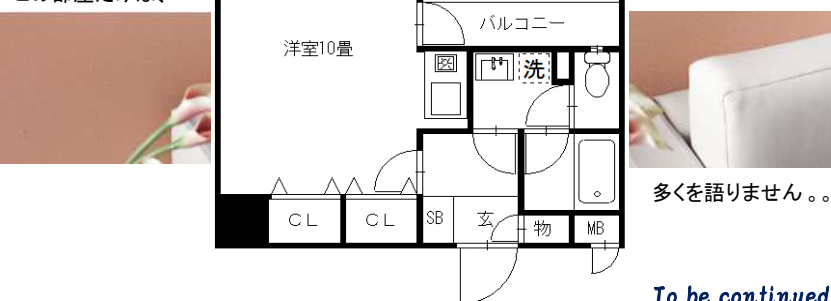 バルコニー
洋室10畳
洗
CL
CL
SB
玄
物
MB
多くを語りません。。
To be continued